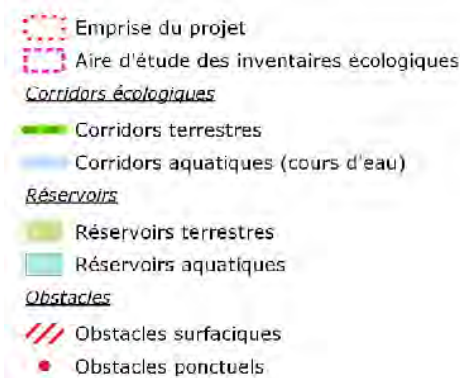 Emprise du projet
Aire d'étude des inventaires écologiques
Corridors écologiques
Corridors terrestres
Corridors aquatiques (cours d'eau)
Réservoirs
Réservoirs terrestres
Réservoirs aquatiques
Obstacles
Obstacles surfaciques
Obstacles ponctuels